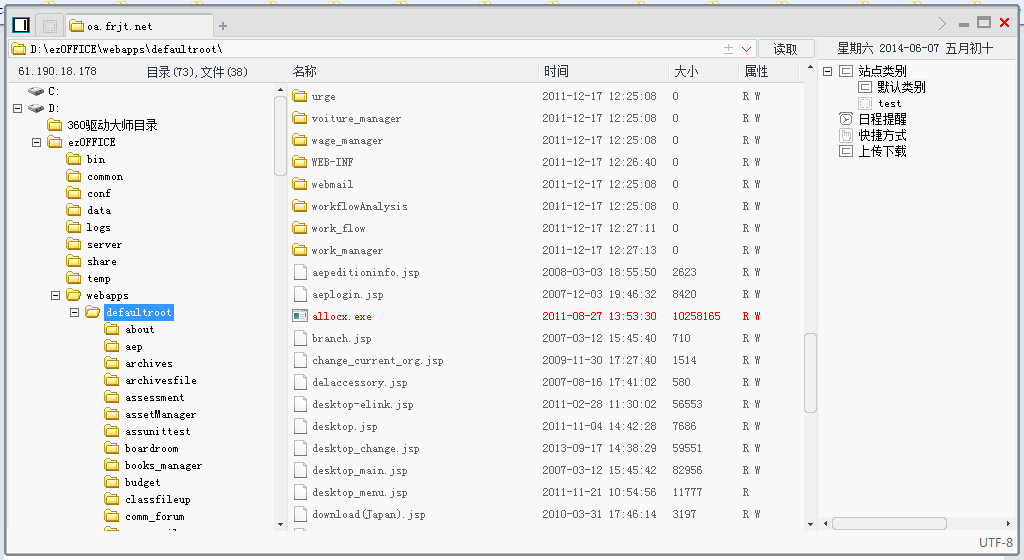 oa.frjt.net
D:\ezOFFICE\webapps\defaultroot\ 读取 星期六 2014-06-07 五月初十
61.190.18.178 目录(73),文件(38) 名称 时间 大小 属性
C:
D:
360驱动大师目录
ezOFFICE
bin
common
conf
data
logs
server
share
temp
webapps
defaultroot
about
aep
archives
archivesfile
assessment
assetManager
assunittest
boardroom
books_manager
budget
classfileup
comm_forum
urge 2011-12-17 12:25:08 0 R W
voiture_manager 2011-12-17 12:25:08 0 R W
wage_manager 2011-12-17 12:25:08 0 R W
WEB-INF 2011-12-17 12:26:40 0 R W
webmail 2011-12-17 12:25:08 0 R W
workflowAnalysis 2011-12-17 12:25:08 0 R W
work_flow 2011-12-17 12:27:11 0 R W
work_manager 2011-12-17 12:27:13 0 R W
aepeditioninfo.jsp 2008-03-03 18:55:50 2623 R W
aeplogin.jsp 2007-12-03 19:46:32 8420 R W
allocx.exe 2011-08-27 13:53:30 10258165 R W
branch.jsp 2007-03-12 15:45:40 710 R W
change_current_org.jsp 2009-11-30 17:27:40 1514 R W
delaccessory.jsp 2007-08-16 17:41:02 580 R W
desktop-elink.jsp 2011-02-28 11:30:02 56553 R W
desktop.jsp 2011-11-04 14:42:28 7686 R W
desktop_change.jsp 2013-09-17 14:38:29 59551 R W
desktop_main.jsp 2007-03-12 15:45:42 82956 R W
desktop_menu.jsp 2011-11-21 10:54:56 11777 R
download(Japan).jsp 2010-03-31 17:46:14 3197 R W
站点类别
默认类别
test
日程提醒
快捷方式
上传下载
UTF-8